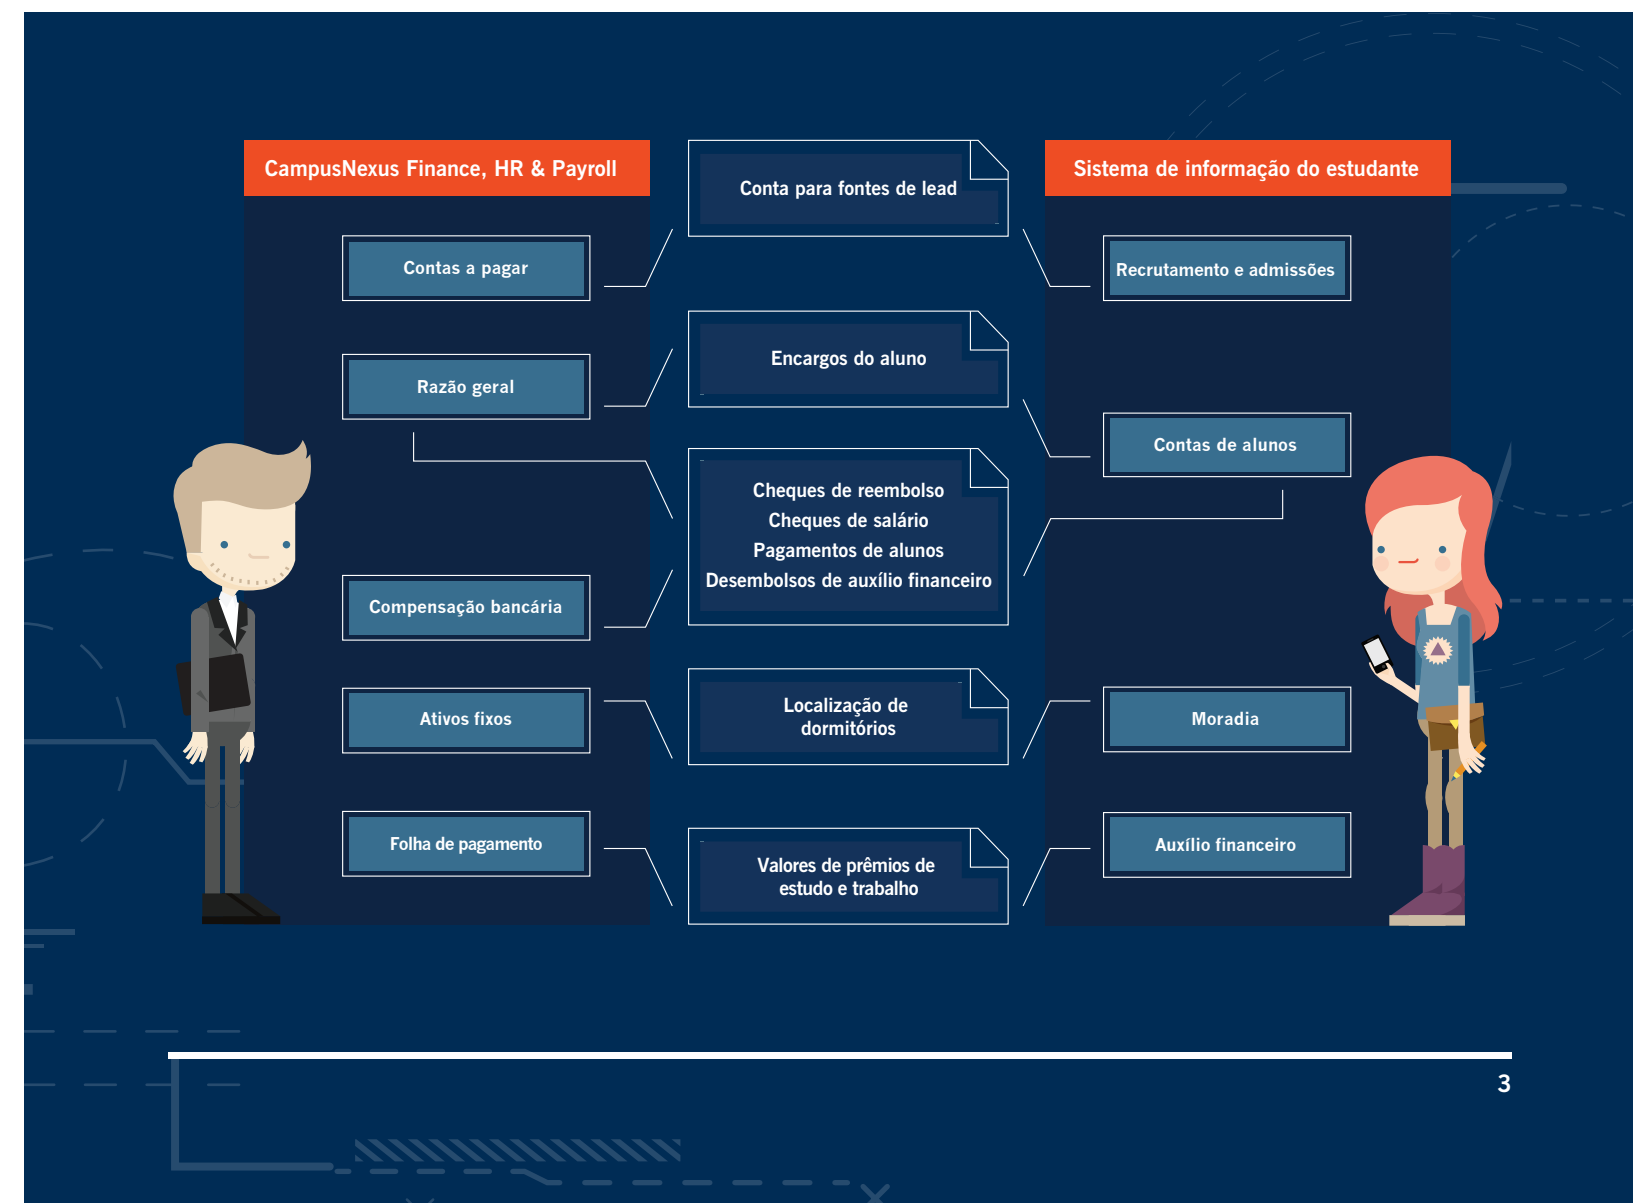 CampusNexus Finance, HR & Payroll
Contas a pagar
Razão geral
Compensação bancária
Ativos fixos
Folha de pagamento
Conta para fontes de lead
Encargos do aluno
Cheques de reembolso
Cheques de salário
Pagamentos de alunos
Desembolsos de auxílio financeiro
Localização de
dormitórios
Valores de prêmios de
estudo e trabalho
Sistema de informação do estudante
Recrutamento e admissões
Contas de alunos
Moradia
Auxílio financeiro
3